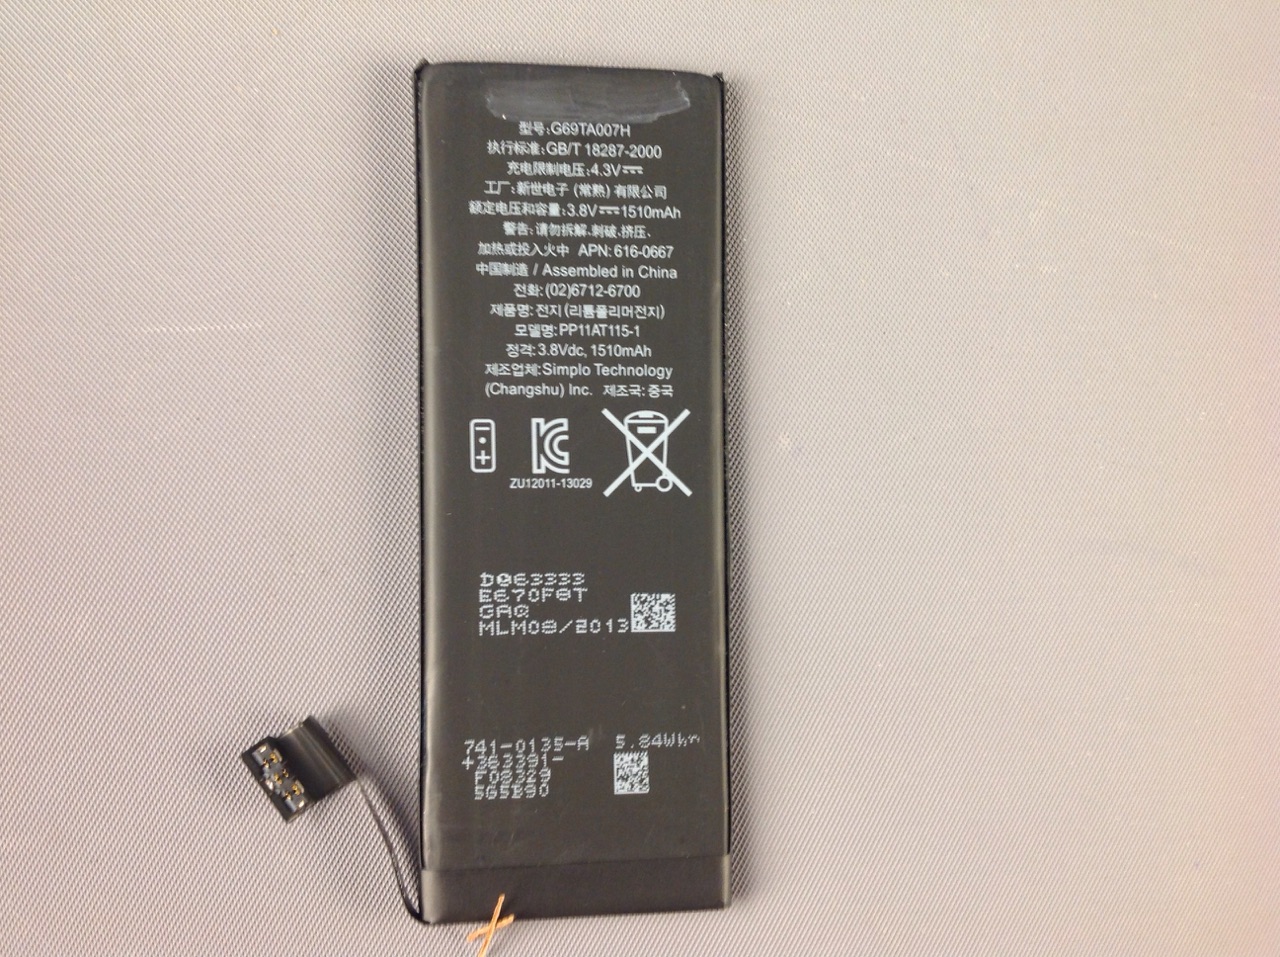 型号:G69TA007H
执行标准:GB/T 18287-2000
充电限制电压:4.3V⎓
工厂:新世电子(常熟)有限公司
额定电压和容量:3.8V⎓1510mAh
警告:请勿拆解.刺破.挤压.
加热或投入火中 APN: 616-0667
中国制造 / Assembled in China
전화: (02)6712-6700
제품명: 전지 (리튬폴리머전지)
모델명: PP11AT115-1
정격: 3.8Vdc, 1510mAh
제조업체: Simplo Technology
(Changshu) Inc. 제조국: 중국
ZU12011-13029
E670F8T
MLM08/2013
741-0135-A 5.84Whr
+363391-
F08329
5G5B90